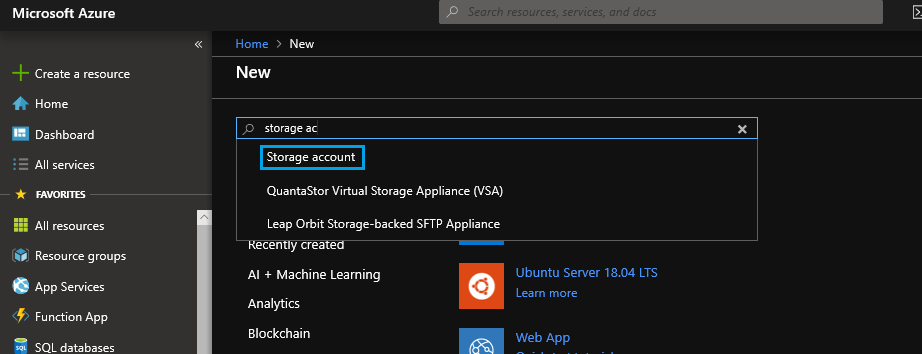 Microsoft Azure
Search resources, services, and docs
«
Home > New
New
Create a resource
Home
Dashboard
All services
FAVORITES
All resources
Resource groups
App Services
Function App
SQL databases
storage ac
Storage account
QuantaStor Virtual Storage Appliance (VSA)
Leap Orbit Storage-backed SFTP Appliance
Recently created
AI + Machine Learning
Analytics
Blockchain
Ubuntu Server 18.04 LTS
Learn more
Web App